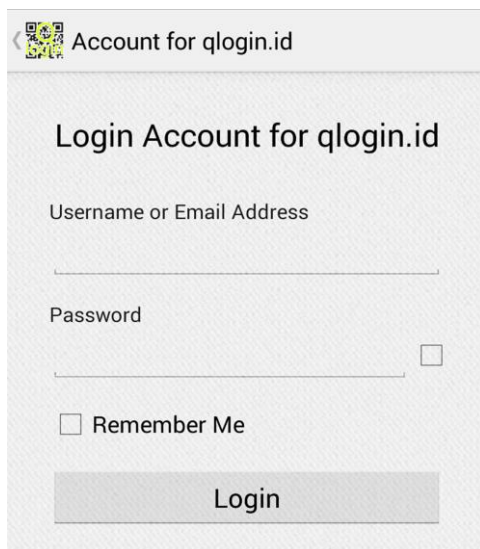 Account for qlogin.id
Login Account for qlogin.id
Username or Email Address
Password
Remember Me
Login